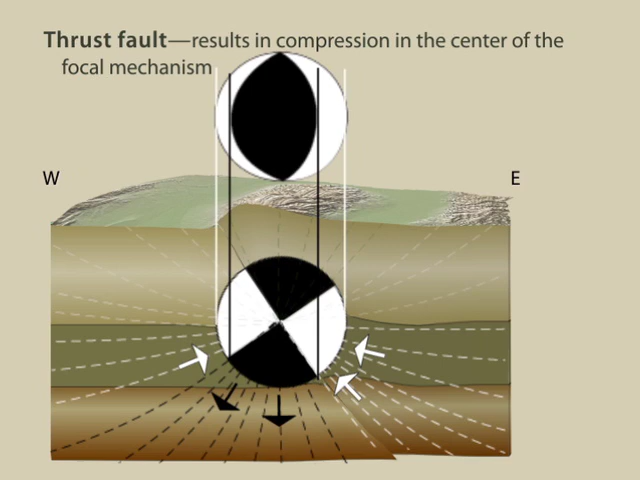 Thrust fault—results in compression in the center of the
focal mechanism
W
E